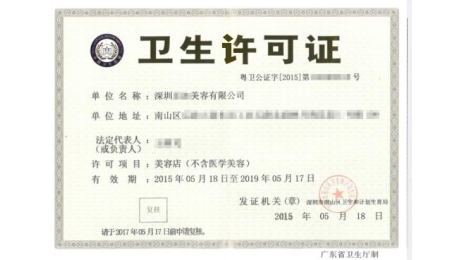 卫生许可证
粤卫公证字[2015]第 号
单位名称：深圳 美容有限公司
单位地址：南山区
法定代表人：
（或负责人）
许可项目：美容店（不含医学美容）
有效期：2015年05月18日至2019年05月17日
发证机关（章）
深圳市南山区卫生和计划生育局
2015年05月18日
复核
请于2017年05月17日前申请复核。
广东省卫生厅制